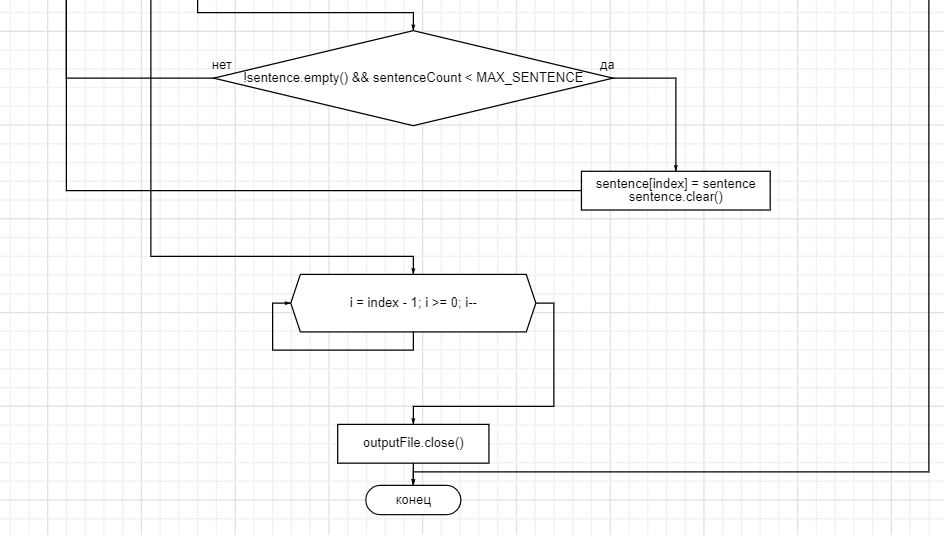 нет
да
!sentence.empty() && sentenceCount < MAX_SENTENCE
sentence[index] = sentence
sentence.clear()
i = index - 1; i >= 0; i--
outputFile.close()
конец